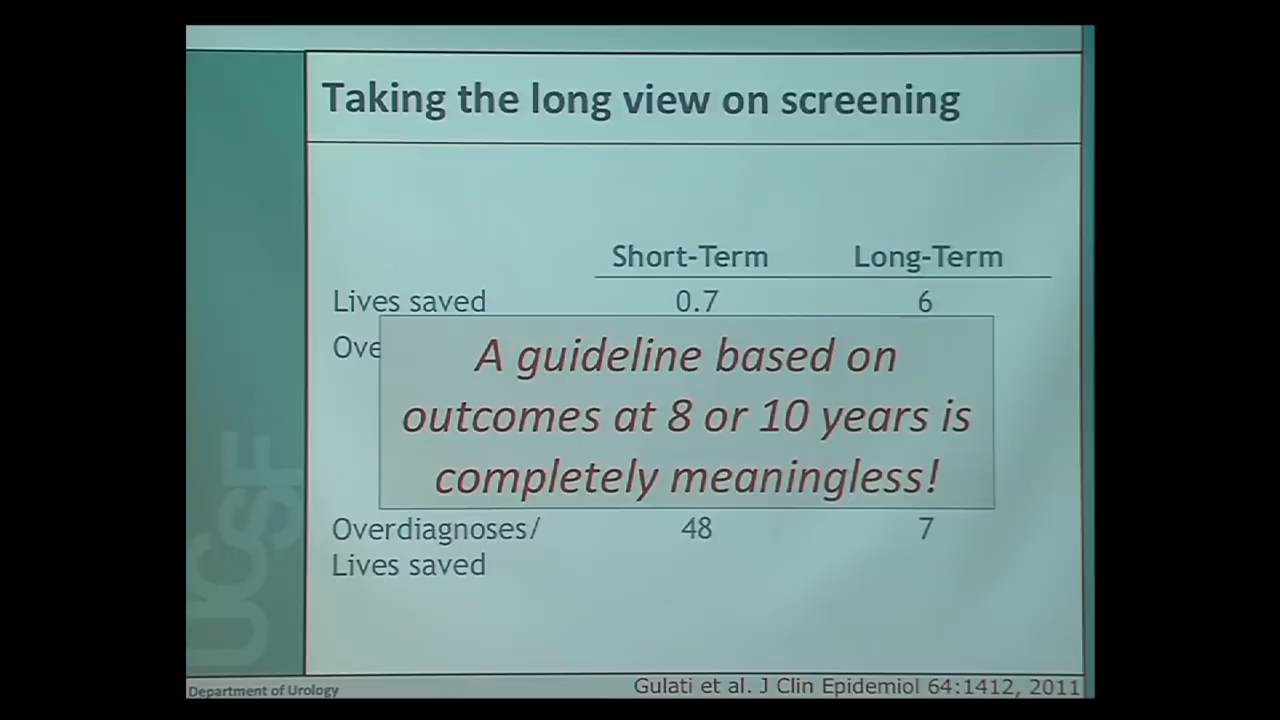 Taking the long view on screening
Short-Term Long-Term
Lives saved 0.7 6
Ove
A guideline based on
outcomes at 8 or 10 years is
completely meaningless!
Overdiagnoses/ 48 7
Lives saved
UCSF
Department of Urology
Gulati et al. J Clin Epidemiol 64:1412, 2011